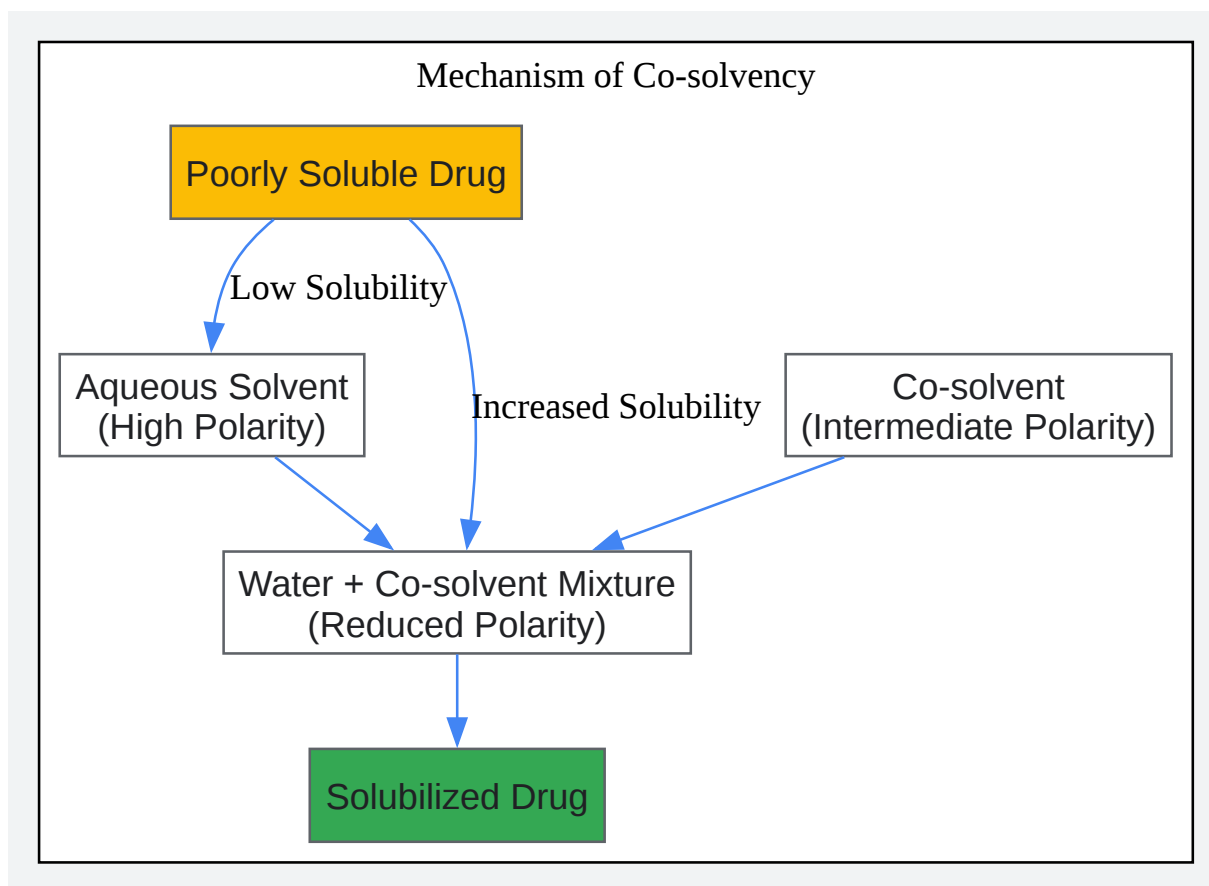 Mechanism of Co-solvency
Poorly Soluble Drug
Low Solubility
Aqueous Solvent
(High Polarity)
Increased Solubility
Co-solvent
(Intermediate Polarity)
Water + Co-solvent Mixture
(Reduced Polarity)
Solubilized Drug